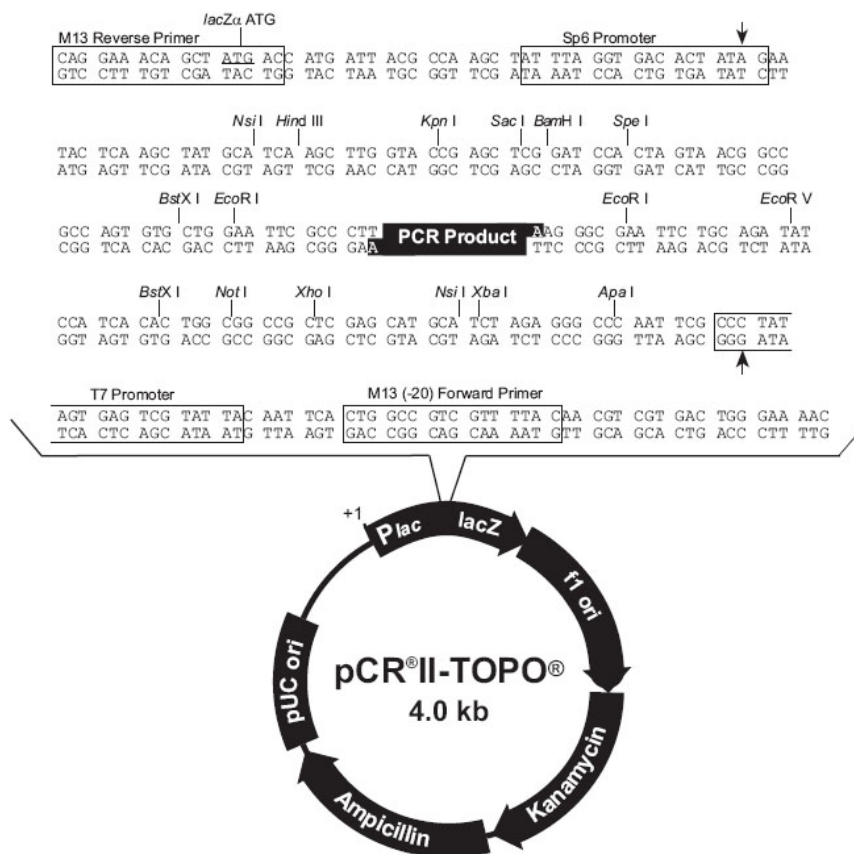 lacZα ATG
M13 Reverse Primer Sp6 Promoter
CAG GAA ACA GCT ATG ACC ATG ATT ACG CCA AGC TAT TTA GGT GAC ACT ATA GAA
GTC CTT TGT CGA TAC TGG TAC TAA TGC GGT TCG ATA AAT CCA CTG TGA TAT CTT
Nsi I Hind III Kpn I Sac I BamH I Spe I
TAC TCA AGC TAT GCA TCA AGC TTG GTA CCG AGC TCG GAT CCA CTA GTA ACG GCC
ATG AGT TCG ATA CGT AGT TCG AAC CAT GGC TCG AGC CTA GGT GAT CAT TGC CGG
BstX I EcoR I EcoR I EcoR V
GCC AGT GTG CTG GAA TTC GCC CTT PCR Product AAG GGC GAA TTC TGC AGA TAT
CGG TCA CAC GAC CTT AAG CGG GAA TTC CCG CTT AAG ACG TCT ATA
BstX I Not I Xho I Nsi I Xba I Apa I
CCA TCA CAC TGG CGG CCG CTC GAG CAT GCA TCT AGA GGG CCC AAT TCG CCC TAT
GGT AGT GTG ACC GCC GGC GAG CTC GTA CGT AGA TCT CCC GGG TTA AGC GGG ATA
T7 Promoter M13 (-20) Forward Primer
AGT GAG TCG TAT TAC AAT TCA CTG GCC GTC GTT TTA CAA CGT CGT GAC TGG GAA AAC
TCA CTC AGC ATA ATG TTA AGT GAC CGG CAG CAA AAT GTT GCA GCA CTG ACC CTT TTG
+1 Plac lacZ
f1 ori
pUC ori
pCR®II-TOPO®
4.0 kb
Kanamycin
Ampicillin